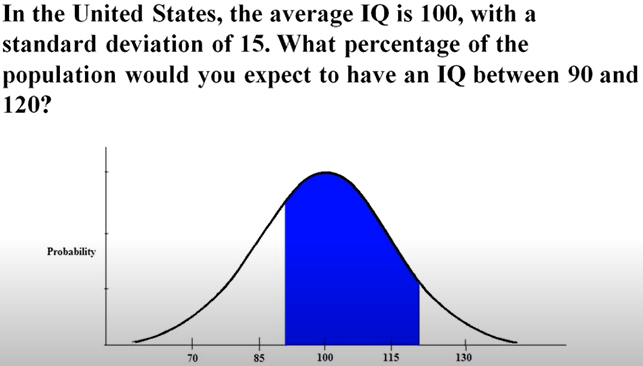 In the United States, the average IQ is 100, with a
standard deviation of 15. What percentage of the
population would you expect to have an IQ between 90 and
120?
Probability
70 85 100 115 130